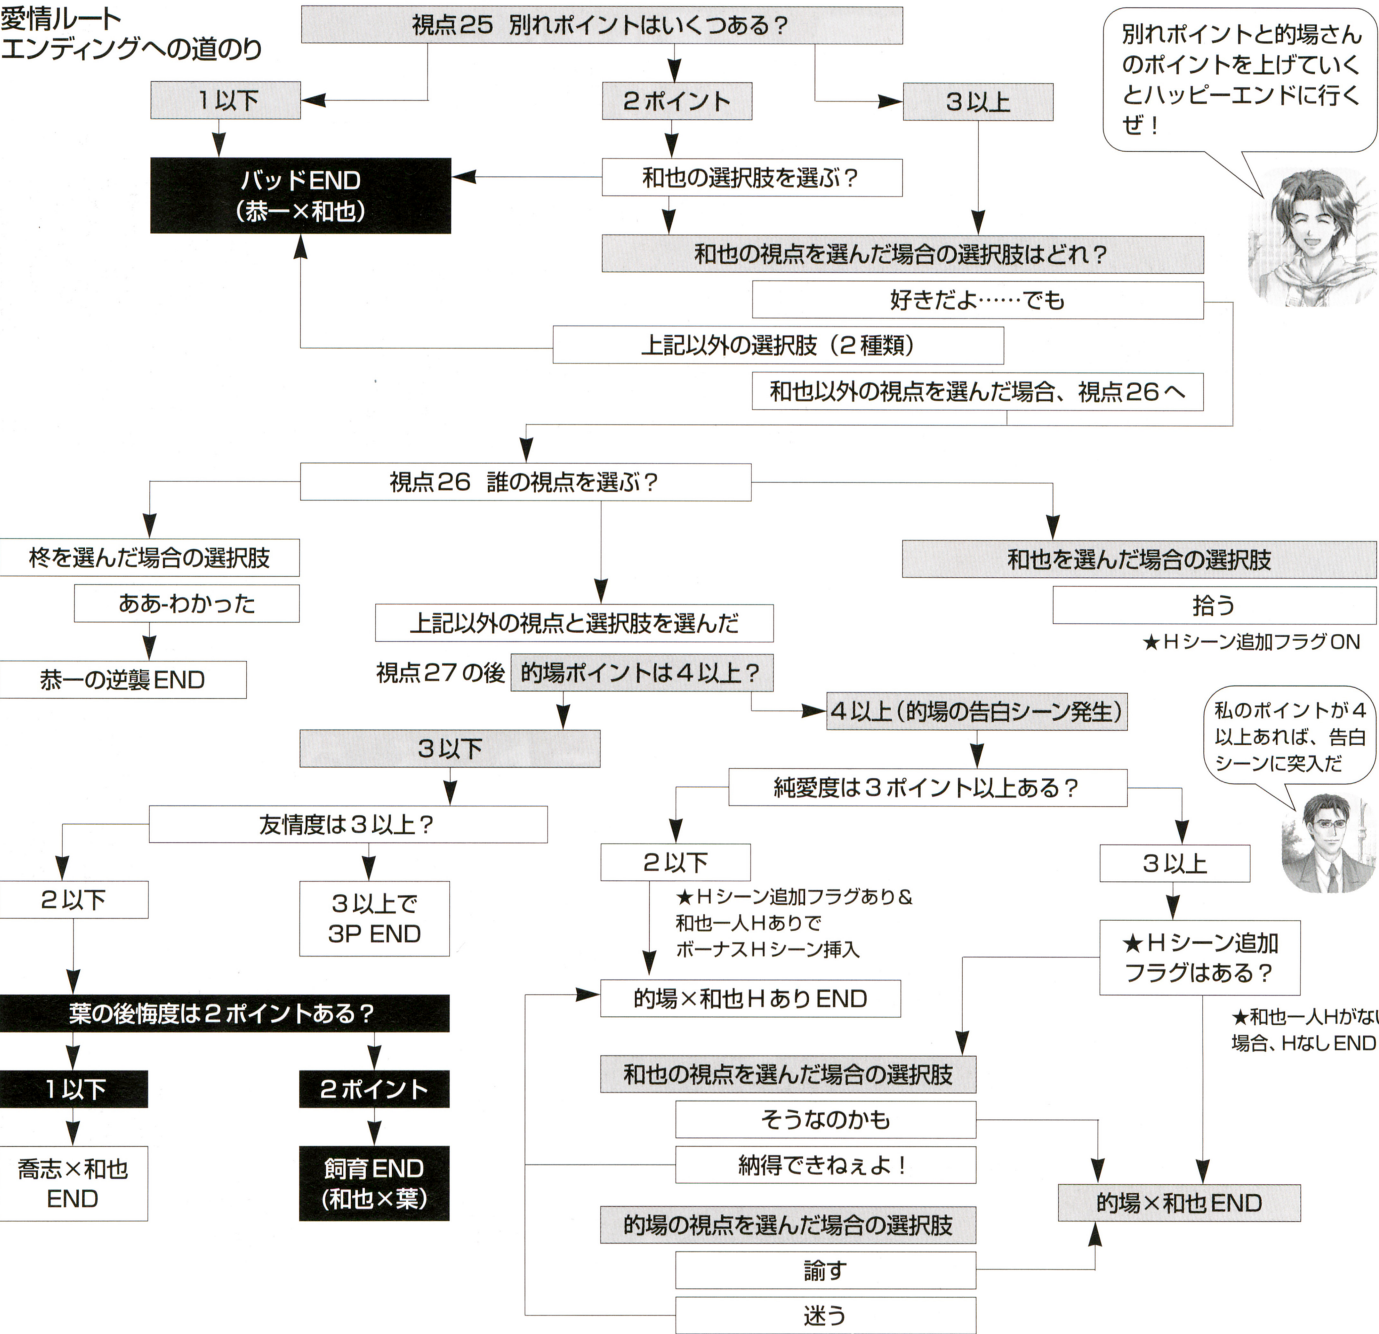 愛情ルート
エンディングへの道のり
視点25 別れポイントはいくつある？
別れポイントと的場さん
のポイントを上げていく
とハッピーエンドに行く
ぜ！
1以下
2ポイント
3以上
バッドEND
（恭一×和也）
和也の選択肢を選ぶ？
和也の視点を選んだ場合の選択肢はどれ？
好きだよ……でも
上記以外の選択肢（2種類）
和也以外の視点を選んだ場合、視点26へ
視点26 誰の視点を選ぶ？
柊を選んだ場合の選択肢
ああ-わかった
恭一の逆襲END
上記以外の視点と選択肢を選んだ
和也を選んだ場合の選択肢
拾う
★Hシーン追加フラグON
視点27の後
的場ポイントは4以上？
4以上（的場の告白シーン発生）
私のポイントが4
以上あれば、告白
シーンに突入だ
3以下
純愛度は3ポイント以上ある？
友情度は3以上？
2以下
3以上で
3P END
2以下
★Hシーン追加フラグあり&
和也一人Hありで
ボーナスHシーン挿入
3以上
★Hシーン追加
フラグはある？
的場×和也HありEND
★和也一人Hがない
場合、HなしEND
葉の後悔度は2ポイントある？
1以下
2ポイント
喬志×和也
END
飼育END
(和也×葉）
和也の視点を選んだ場合の選択肢
そうなのかも
納得できねぇよ！
的場×和也END
的場の視点を選んだ場合の選択肢
諭す
迷う